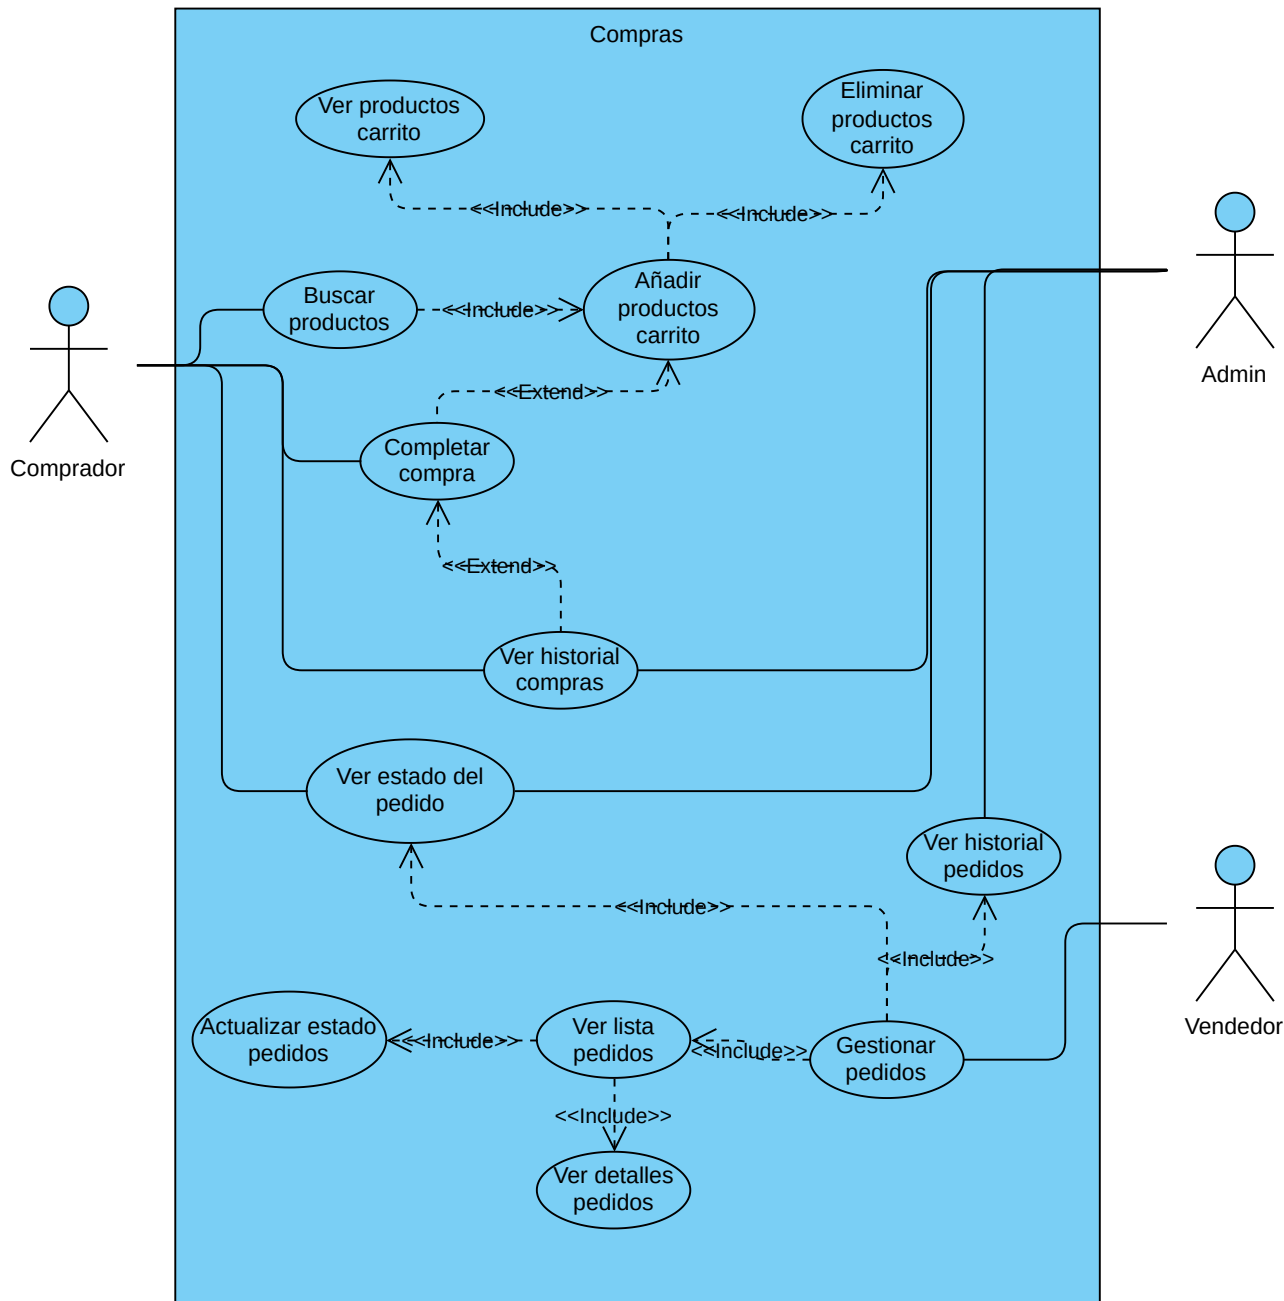 Compras
Ver productos
carrito
Eliminar
productos
carrito
<<Include>>
<<Include>>
Buscar
productos
<<Include>>
Añadir
productos
carrito
Admin
<<Extend>>
Comprador
Completar
compra
<<Extend>>
Ver historial
compras
Ver estado del
pedido
Ver historial
pedidos
<<Include>>
<<Include>>
Vendedor
Actualizar estado
pedidos
<<Include>>
Ver lista
pedidos
<<Include>>
Gestionar
pedidos
<<Include>>
Ver detalles
pedidos